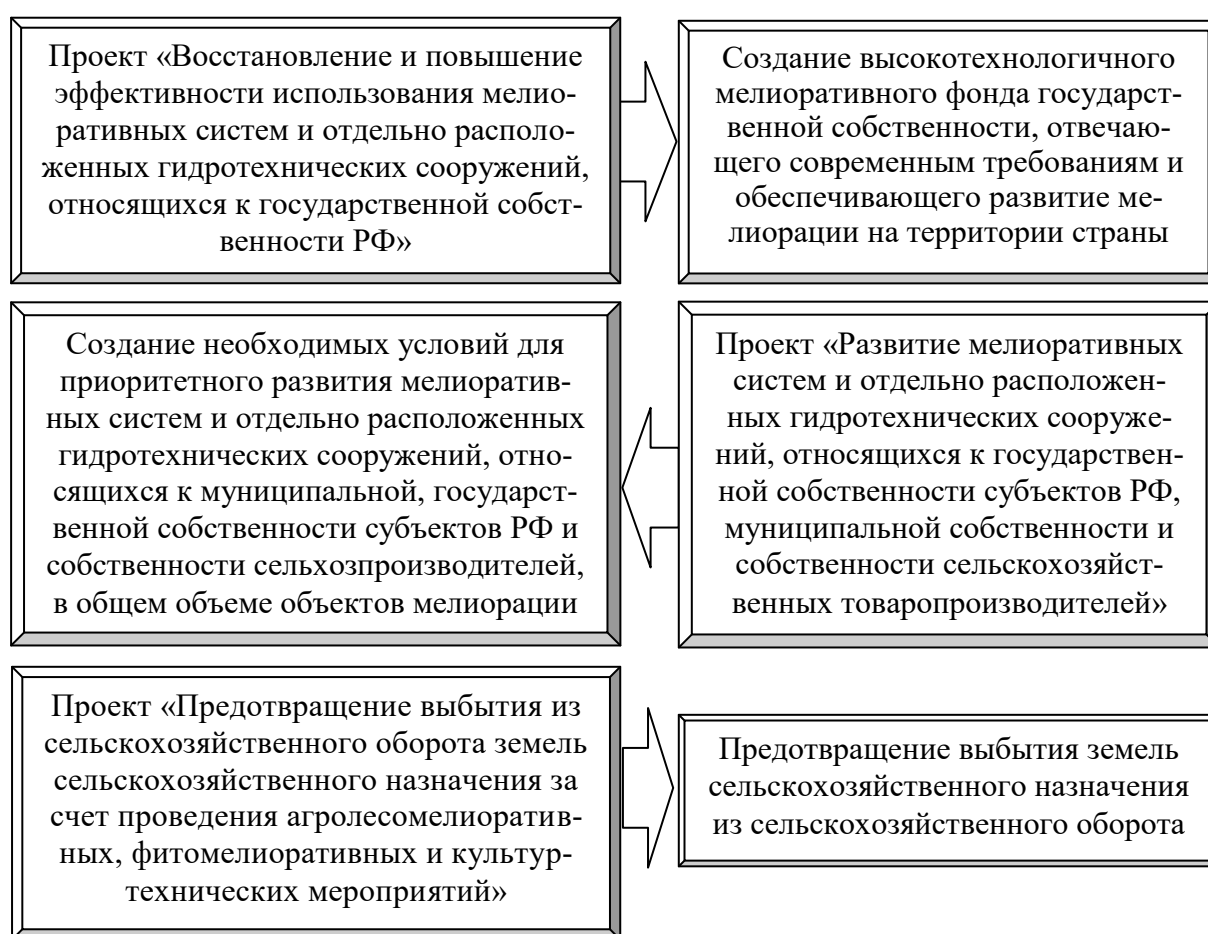 Проект «Восстановление и повышение
эффективности использования мелио-
ративных систем и отдельно располо-
женных гидротехнических сооружений,
относящихся к государственной собст-
венности РФ»
Создание высокотехнологичного
мелиоративного фонда государст-
венной собственности, отвечаю-
щего современным требованиям и
обеспечивающего развитие ме-
лиорации на территории страны
Создание необходимых условий для
приоритетного развития мелиоратив-
ных систем и отдельно расположенных
гидротехнических сооружений, отно-
сящихся к муниципальной, государст-
венной собственности субъектов РФ и
собственности сельхозпроизводителей,
в общем объеме объектов мелиорации
Проект «Развитие мелиоративных
систем и отдельно расположен-
ных гидротехнических сооруже-
ний, относящихся к государствен-
ной собственности субъектов РФ,
муниципальной собственности и
собственности сельскохозяйст-
венных товаропроизводителей»
Проект «Предотвращение выбытия из
сельскохозяйственного оборота земель
сельскохозяйственного назначения за
счет проведения агролесомелиоратив-
ных, фитомелиоративных и культур-
технических мероприятий»
Предотвращение выбытия земель
сельскохозяйственного назначения
из сельскохозяйственного оборота